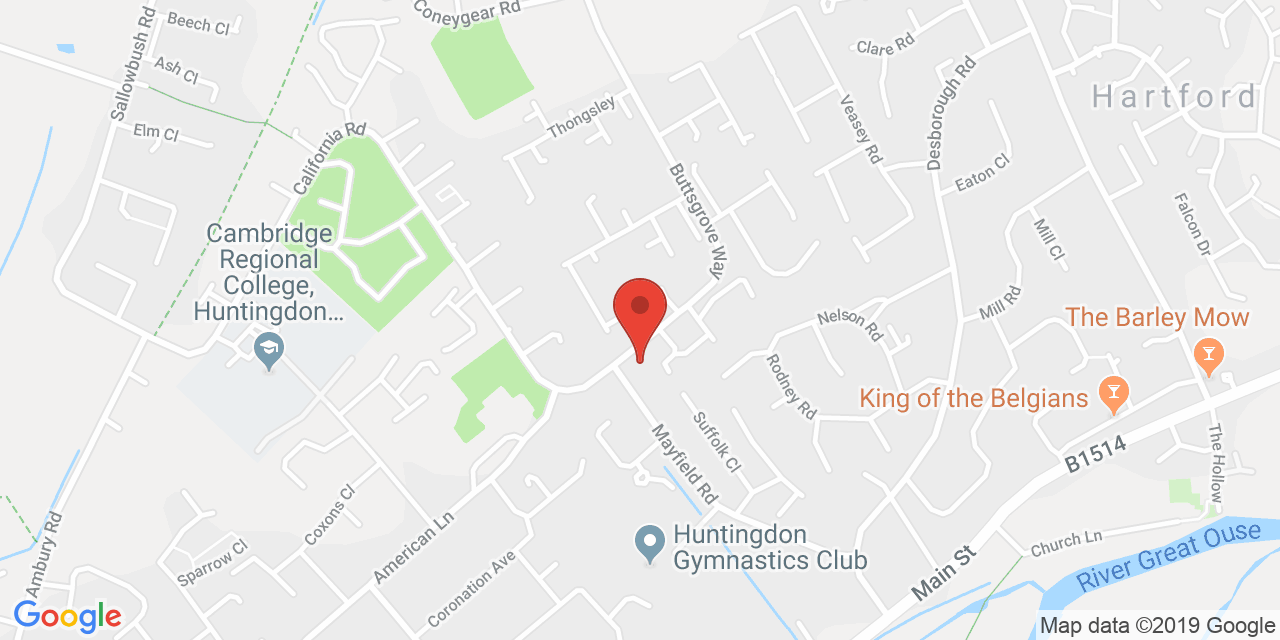 Coneygear Rd
Sallowbush Rd
Beech Cl
Ash Cl
Elm Cl
California Rd
Thongsley
Clare Rd
Veasey Rd
Desborough Rd
Hartford
Eaton Cl
Buttsgrove Way
Falcon Dr
Mill Cl
Mill Rd
Cambridge
Regional
College,
Huntingdon...
Nelson Rd
Rodney Rd
The Barley Mow
King of the Belgians
Suffolk Cl
Mayfield Rd
B1514
The Hollow
Coxons Cl
Sparrow Cl
American Ln
Coronation Ave
Ambury Rd
Huntingdon
Gymnastics Club
Main St
Church Ln
River Great Ouse
Google
Map data ©2019 Google